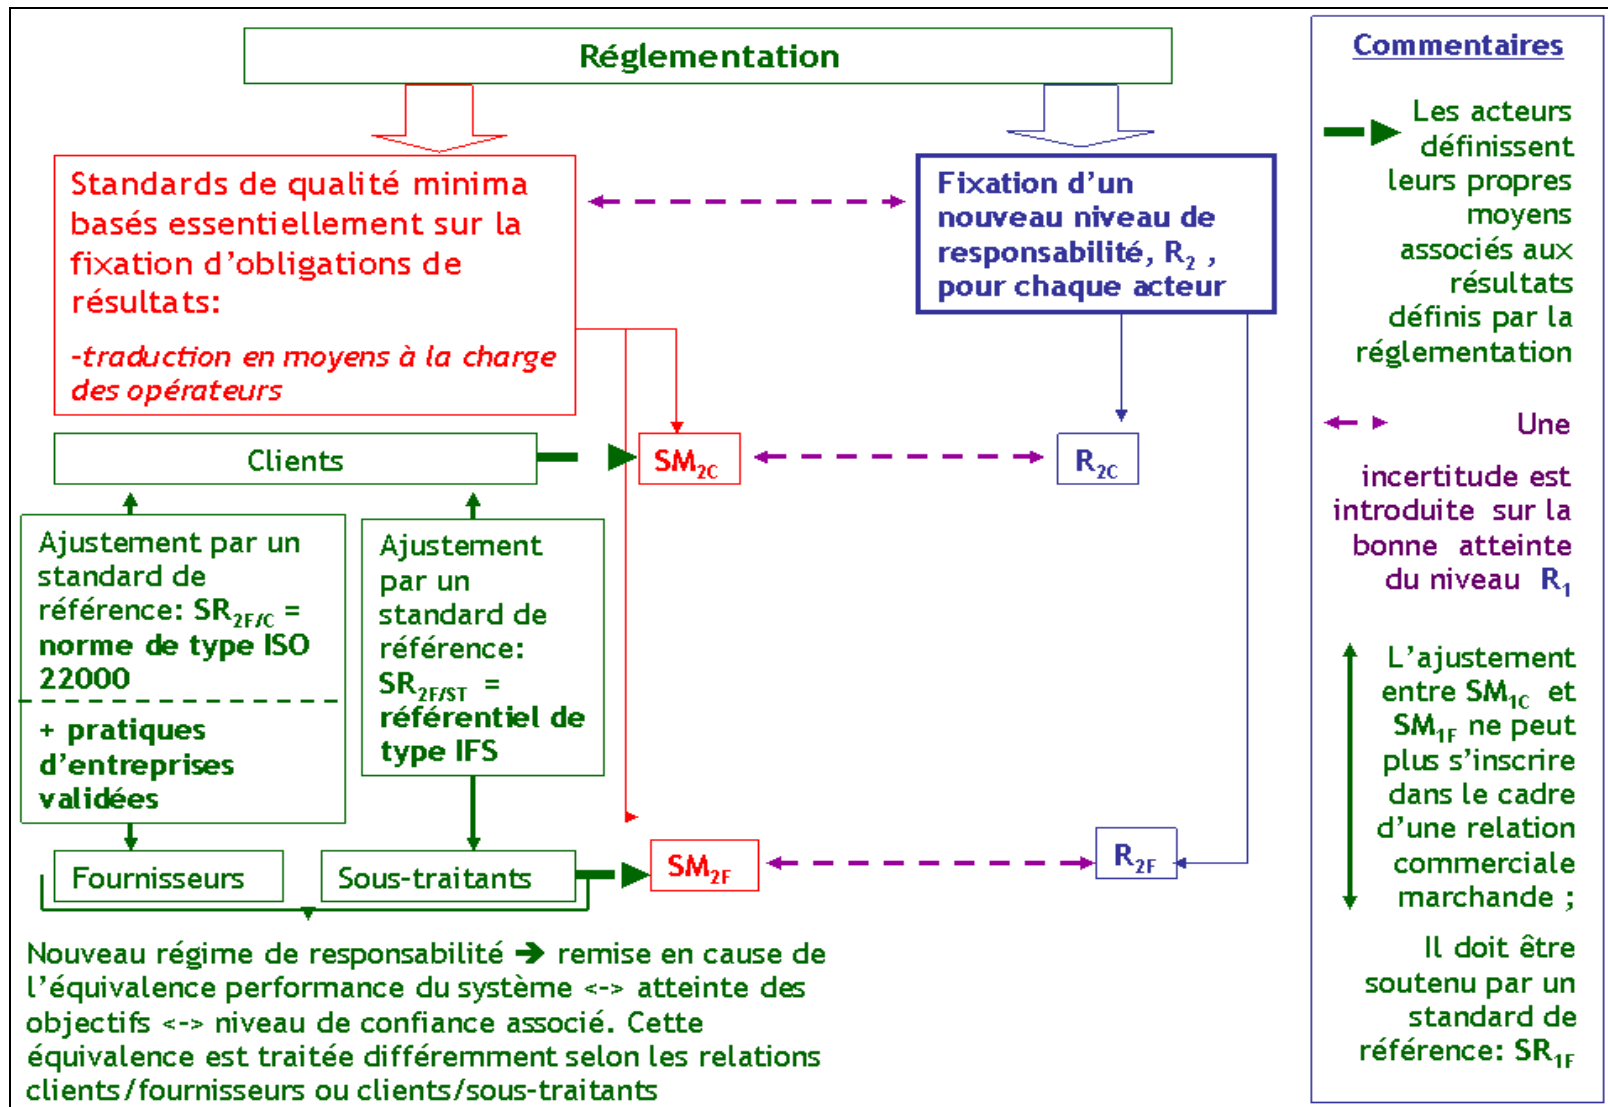 Réglementation
Standards de qualité minima
basés essentiellement sur la
fixation d'obligations de
résultats:
-traduction en moyens à la charge
des opérateurs
Fixation d'un
nouveau niveau de
responsabilité, R2 ,
pour chaque acteur
Clients
SM2C
R2C
Ajustement par un
standard de
référence: SR2F/C =
norme de type ISO
22000
+ pratiques
d'entreprises
validées
Ajustement
par un
standard de
référence:
SR2F/ST =
référentiel de
type IFS
Fournisseurs
Sous-traitants
SM2F
R2F
Nouveau régime de responsabilité ➔ remise en cause de
l'équivalence performance du système <-> atteinte des
objectifs <-> niveau de confiance associé. Cette
équivalence est traitée différemment selon les relations
clients/fournisseurs ou clients/sous-traitants
Commentaires
Les acteurs
définissent
leurs propres
moyens
associés aux
résultats
définis par la
réglementation
Une
incertitude est
introduite sur la
bonne atteinte
du niveau R1
L'ajustement
entre SM1C et
SM1F ne peut
plus s'inscrire
dans le cadre
d'une relation
commerciale
marchande ;
Il doit être
soutenu par un
standard de
référence: SR1F